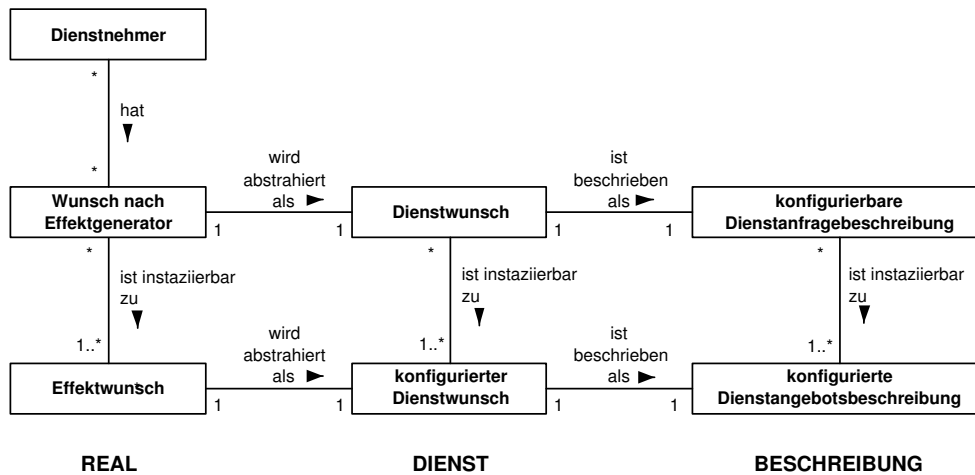 Dienstnehmer
*
hat
*
Wunsch nach
Effektgenerator
wird
abstrahiert
als
1
1
Dienstwunsch
ist
beschrieben
als
1
1
konfigurierbare
Dienstanfragebeschreibung
*
ist instaziierbar
zu
1..*
*
ist instaziierbar
zu
1..*
*
ist instaziierbar
zu
1..*
Effektwunsch
wird
abstrahiert
als
1
1
konfigurierter
Dienstwunsch
ist
beschrieben
als
1
1
konfigurierte
Dienstangebotsbeschreibung
REAL
DIENST
BESCHREIBUNG